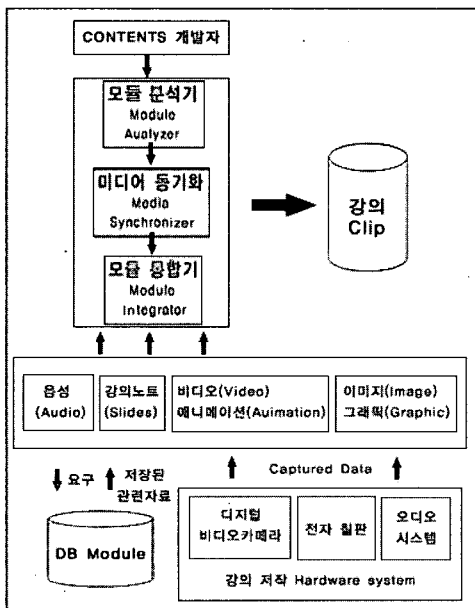 CONTENTS 개발자
모듈 분석기
Module
Aualyzer
미디어 동기화
Media
Synchronizer
모듈 통합기
Module
Integrator
강의
Clip
음성
(Audio)
강의노트
(Slides)
비디오(Video)
애니메이션(Auimation)
이미지(Image)
그래픽(Graphic)
요구
저장된
관련자료
Captured Data
DB Module
디지털
비디오카메라
전자 칠판
오디오
시스템
강의 저작 Hardware system